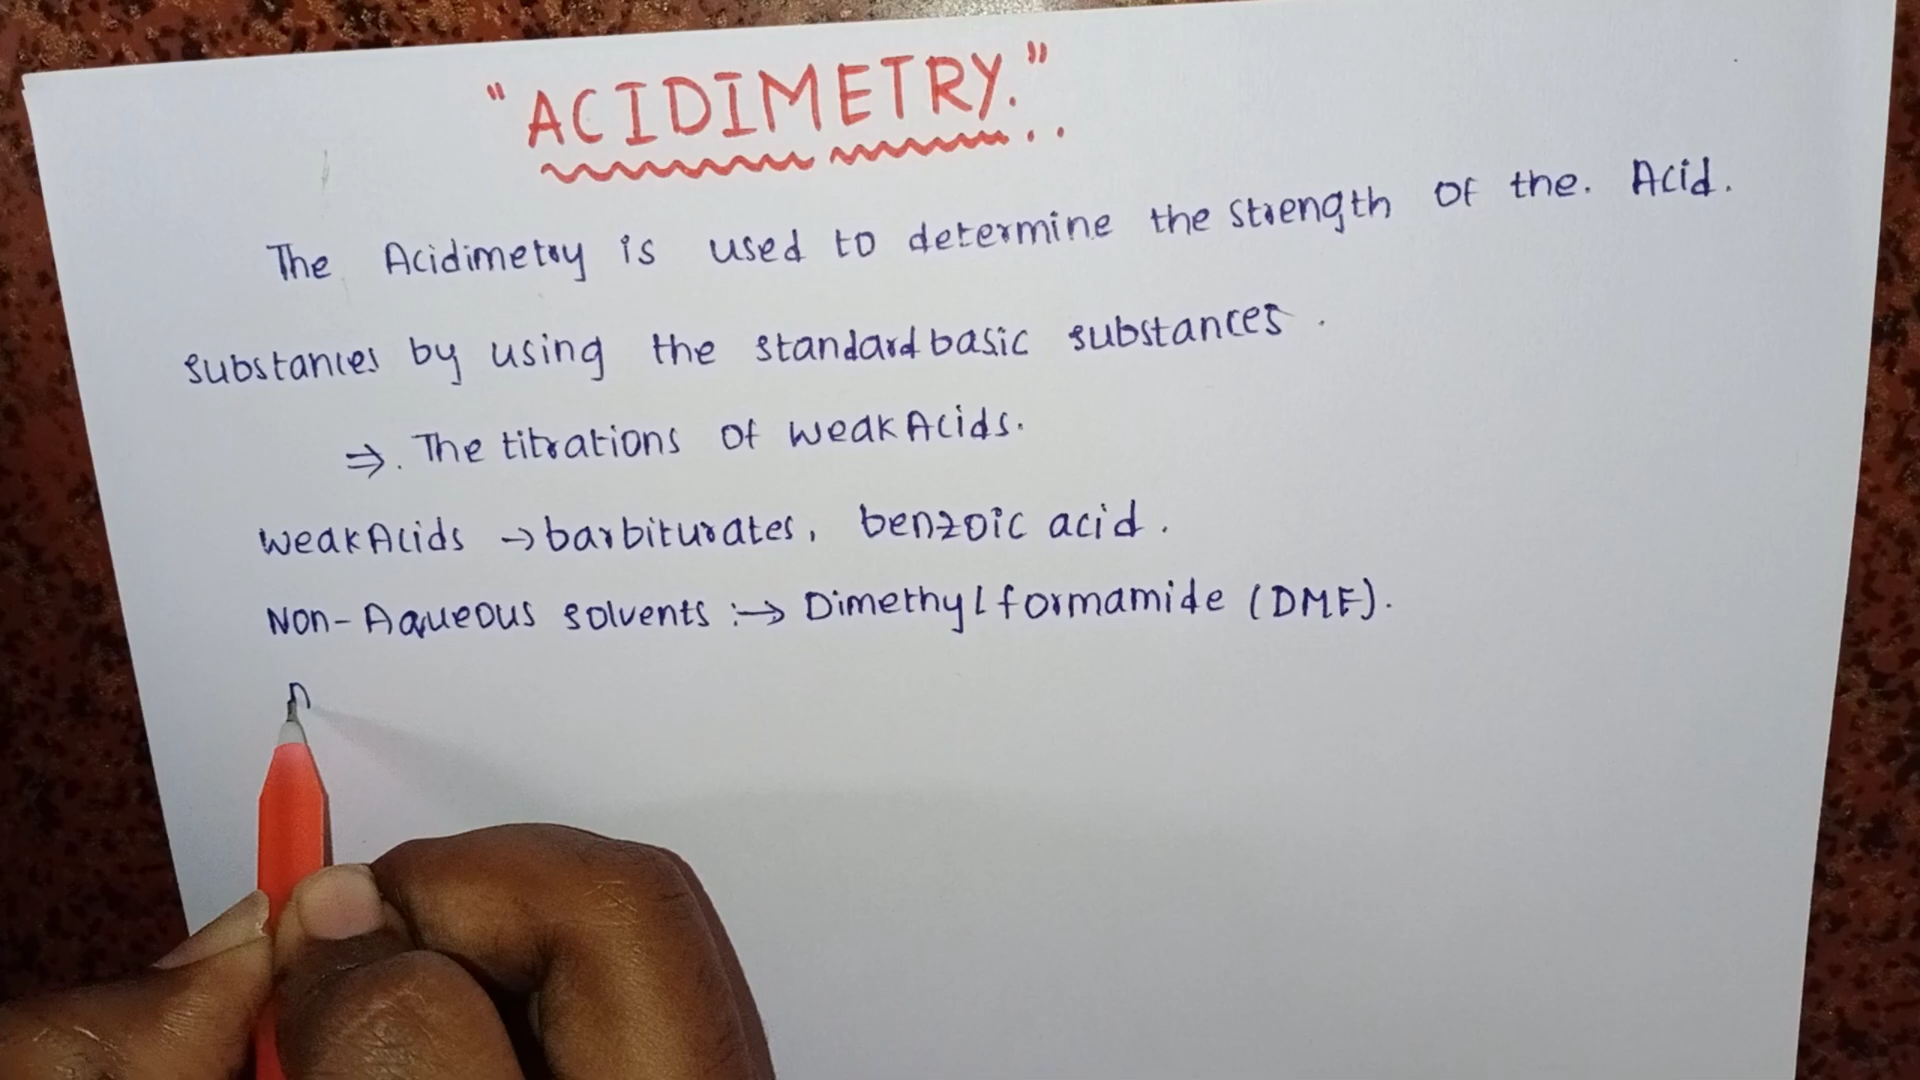 "ACIDIMETRY."
The Acidimetry is used to determine the strength of the. Acid.
substances by using the standard basic substances.
⇒. The titrations of weak Acids.
Weak Acids → barbiturates, benzoic acid.
Non-Aqueous solvents :→ Dimethyl formamide (DMF).